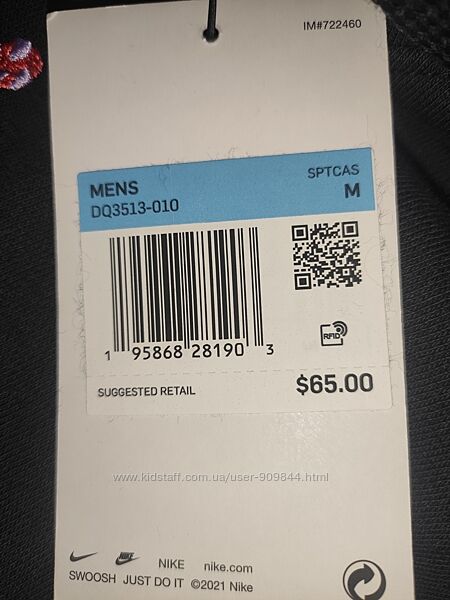 IM#722460
MENS
SPTCAS
DQ3513-010
M
1 95868 28190 3
RFID
SUGGESTED RETAIL
$65.00
www.kidstaff.com.ua/user-909844.html
NIKE nike.com
SWOOSH JUST DO IT ©2021 Nike